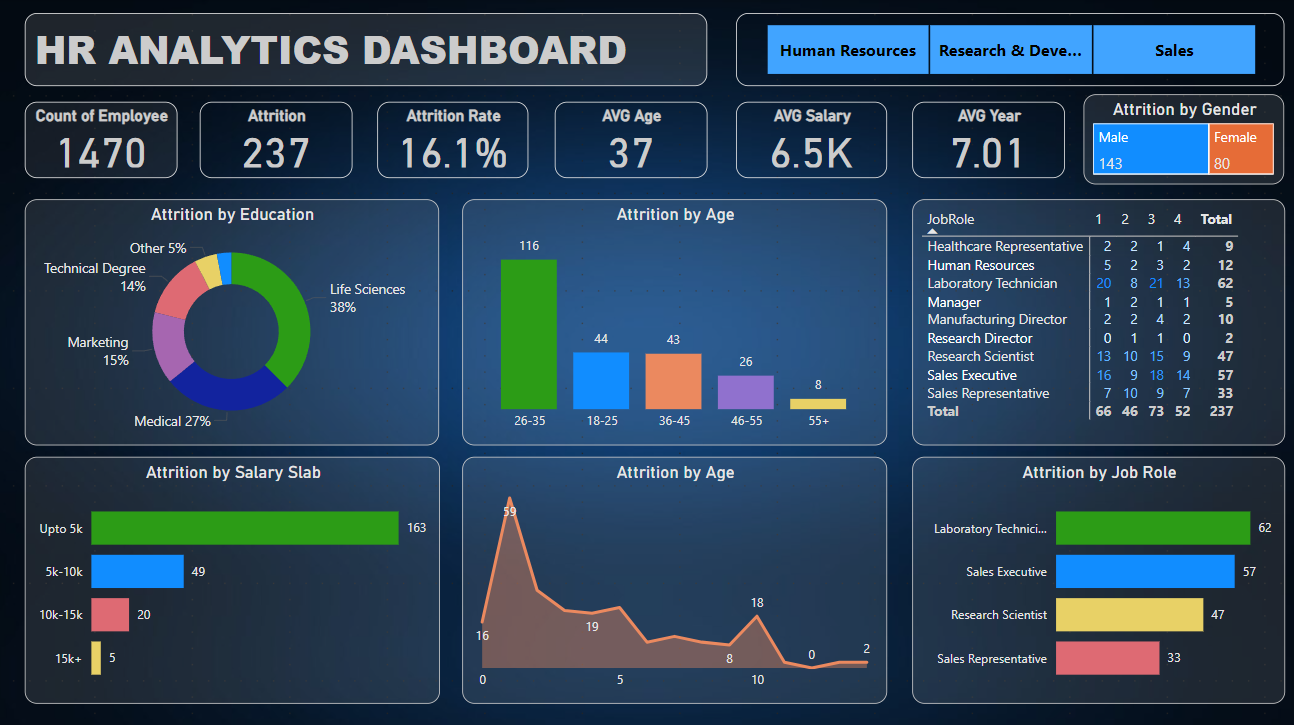 HR ANALYTICS DASHBOARD
Human Resources
Research & Deve...
Sales
Count of Employee
1470
Attrition
237
Attrition Rate
16.1%
AVG Age
37
AVG Salary
6.5K
AVG Year
7.01
Attrition by Gender
Male
143
Female
80
Attrition by Education
Other 5%
Technical Degree
14%
Life Sciences
38%
Marketing
15%
Medical 27%
Attrition by Age
116
44
43
26
8
26-35
18-25
36-45
46-55
55+
JobRole 1 2 3 4 Total
Healthcare Representative 2 2 1 4 9
Human Resources 5 2 3 2 12
Laboratory Technician 20 8 21 13 62
Manager 1 2 1 1 5
Manufacturing Director 2 2 4 2 10
Research Director 0 1 1 0 2
Research Scientist 13 10 15 9 47
Sales Executive 16 9 18 14 57
Sales Representative 7 10 9 7 33
Total 66 46 73 52 237
Attrition by Salary Slab
Upto 5k 163
5k-10k 49
10k-15k 20
15k+ 5
Attrition by Age
59
16
19
18
8
0
2
0 5 10
Attrition by Job Role
Laboratory Technici... 62
Sales Executive 57
Research Scientist 47
Sales Representative 33